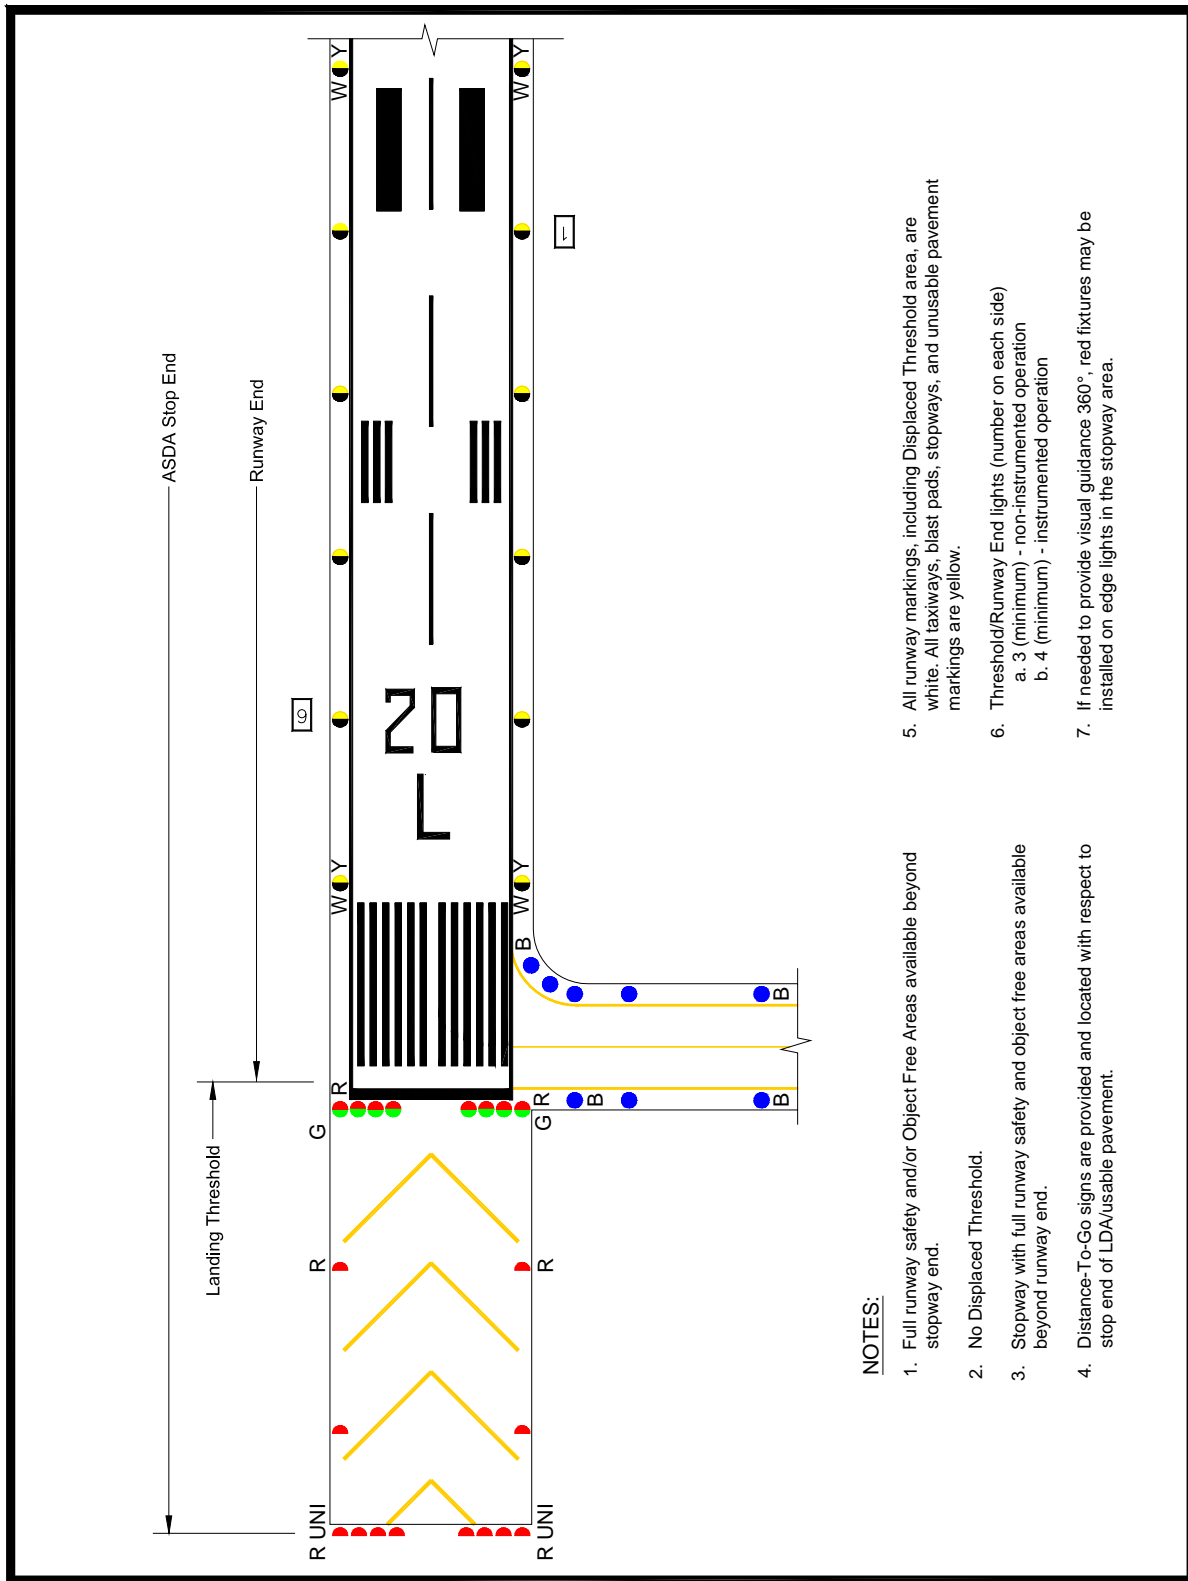 ASDA Stop End
Landing Threshold
Runway End
9
R UNI
R
G
R
W Y
W Y
20
L
R UNI
R
G
R
B
W Y
W Y
1
B
B
B
NOTES:
1. Full runway safety and/or Object Free Areas available beyond
stopway end.
2. No Displaced Threshold.
3. Stopway with full runway safety and object free areas available
beyond runway end.
4. Distance-To-Go signs are provided and located with respect to
stop end of LDA/usable pavement.
5. All runway markings, including Displaced Threshold area, are
white. All taxiways, blast pads, stopways, and unusable pavement
markings are yellow.
6. Threshold/Runway End lights (number on each side)
a. 3 (minimum) - non-instrumented operation
b. 4 (minimum) - instrumented operation
7. If needed to provide visual guidance 360°, red fixtures may be
installed on edge lights in the stopway area.